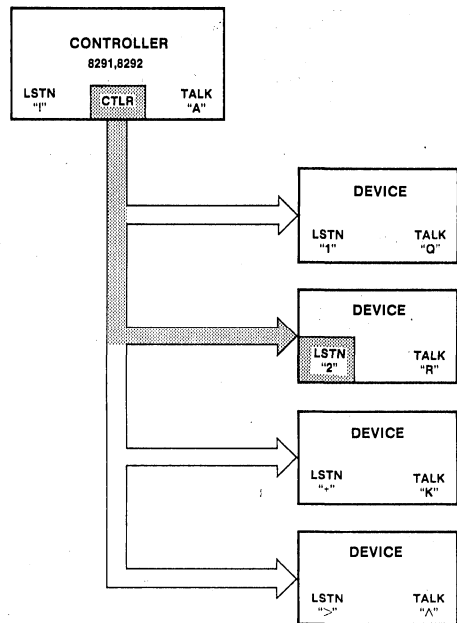 CONTROLLER
8291,8292
LSTN CTLR TALK
"!" "A"
DEVICE
LSTN TALK
"1" "Q"
DEVICE
LSTN TALK
"2" "R"
DEVICE
LSTN TALK
"+" "K"
DEVICE
LSTN TALK
">" "^"